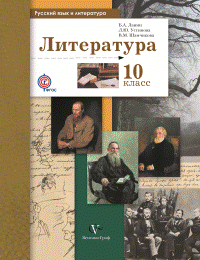 Русский язык и литература
Б.А. Ланин
Л.Ю. Устинова
В.М. Шамчикова
Литература
10
класс
ФГОС
Вентана-Граф